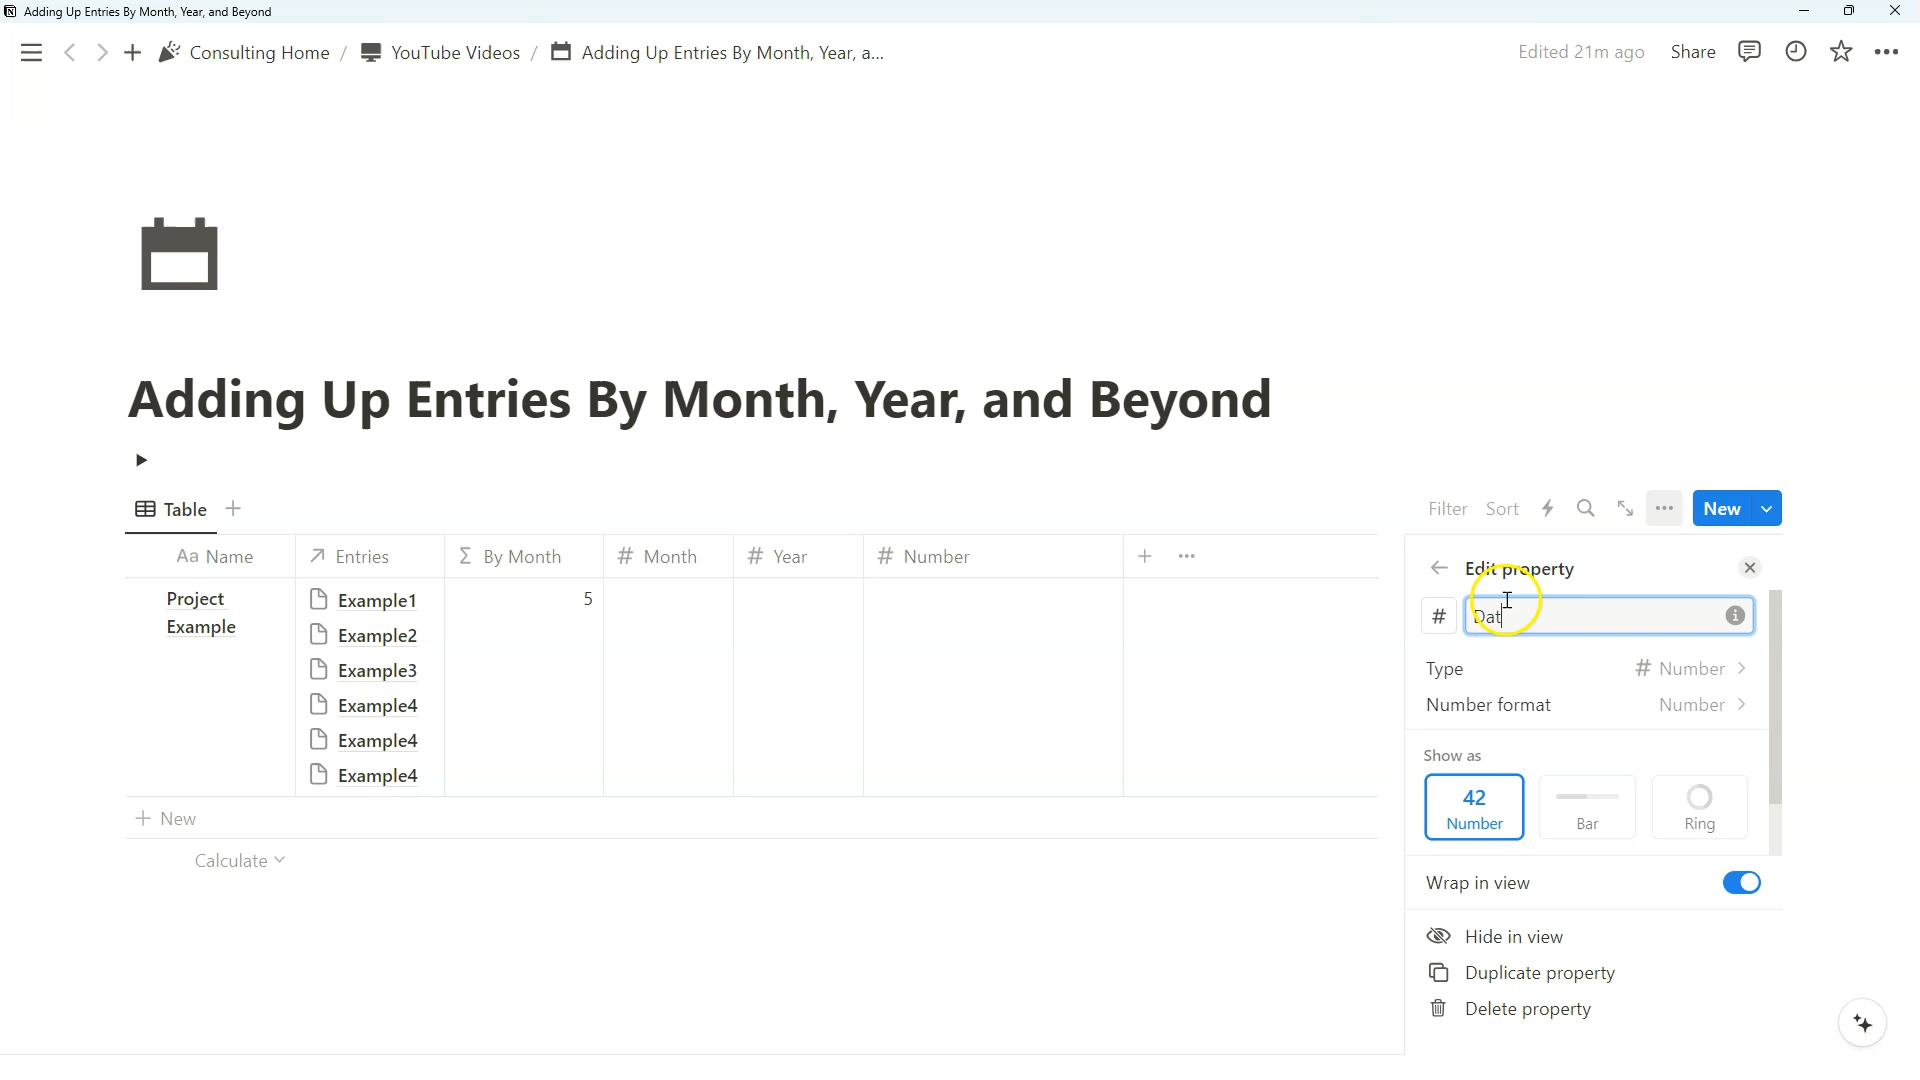 Adding Up Entries By Month, Year, and Beyond
Consulting Home / YouTube Videos / Adding Up Entries By Month, Year, a...
Edited 21m ago Share
Adding Up Entries By Month, Year, and Beyond
Table
Filter Sort New
Aa Name Entries Σ By Month # Month # Year # Number
Project Example
Example1
Example2
Example3
Example4
Example4
Example4
5
+ New
Calculate
Edit property
# Dat
Type # Number
Number format Number
Show as
42
Number Bar Ring
Wrap in view
Hide in view
Duplicate property
Delete property